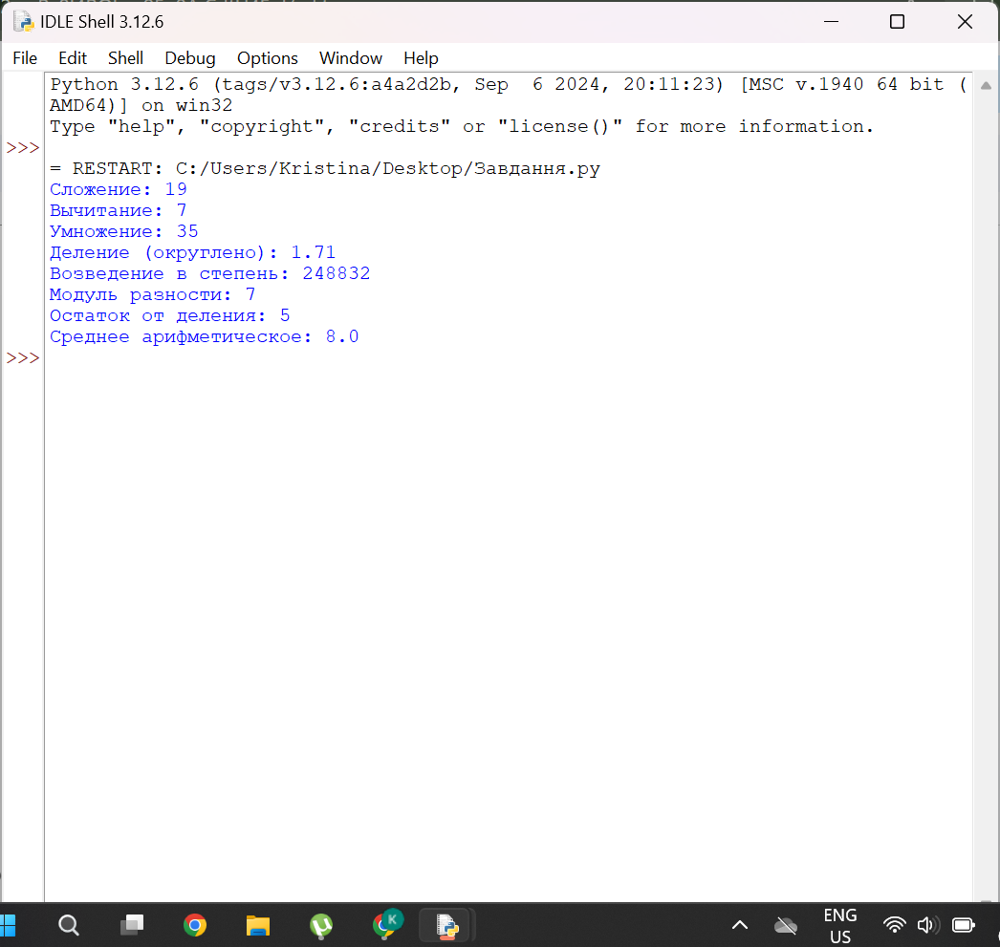 IDLE Shell 3.12.6
File Edit Shell Debug Options Window Help
Python 3.12.6 (tags/v3.12.6:a4a2d2b, Sep  6 2024, 20:11:23) [MSC v.1940 64 bit (
AMD64)] on win32
Type "help", "copyright", "credits" or "license()" for more information.
>>>
= RESTART: C:/Users/Kristina/Desktop/Завдання.py
Сложение: 19
Вычитание: 7
Умножение: 35
Деление (округлено): 1.71
Возведение в степень: 248832
Модуль разности: 7
Остаток от деления: 5
Среднее арифметическое: 8.0
>>>
K
ENG
US